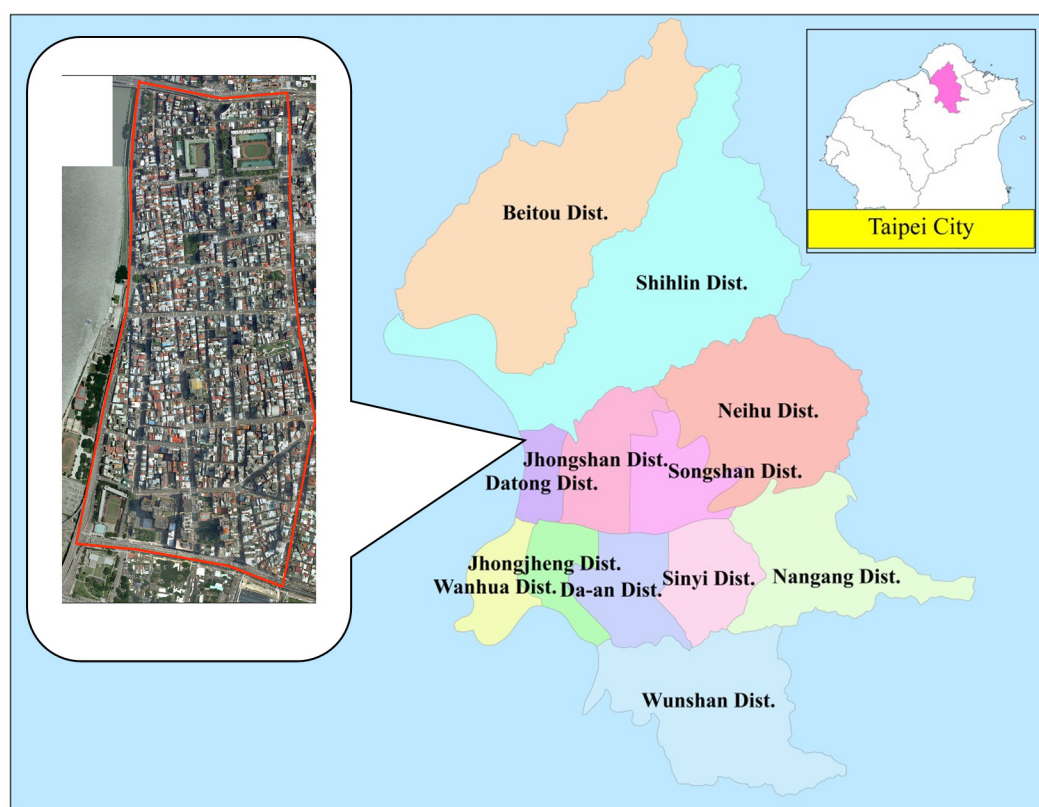 Taipei City
Beitou Dist.
Shihlin Dist.
Neihu Dist.
Jhongshan Dist.
Songshan Dist.
Datong Dist.
Jhongjheng Dist.
Wanhua Dist.
Da-an Dist.
Sinyi Dist.
Nangang Dist.
Wunshan Dist.